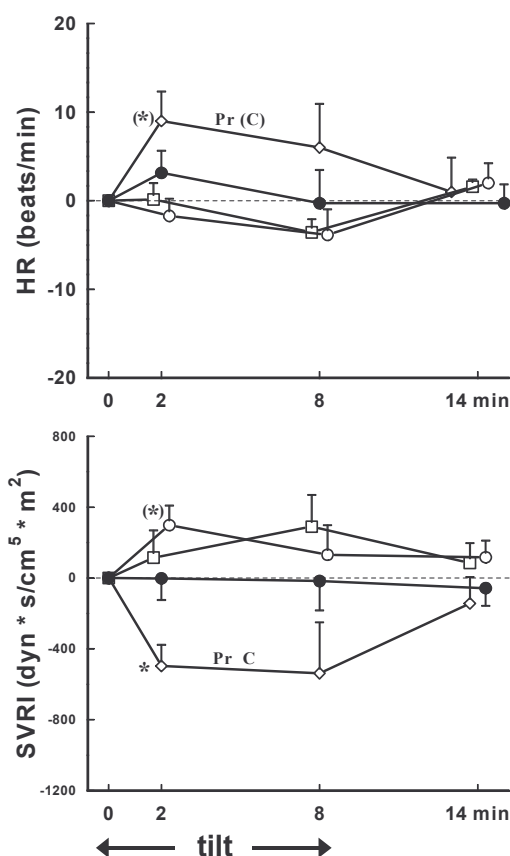 20
10
0
-10
-20
HR (beats/min)
(*)
Pr (C)
0 2 8 14 min
800
400
0
-400
-800
-1200
SVRI (dyn * s/cm⁵ * m²)
(*)
*
Pr C
0 2 8 14 min
tilt